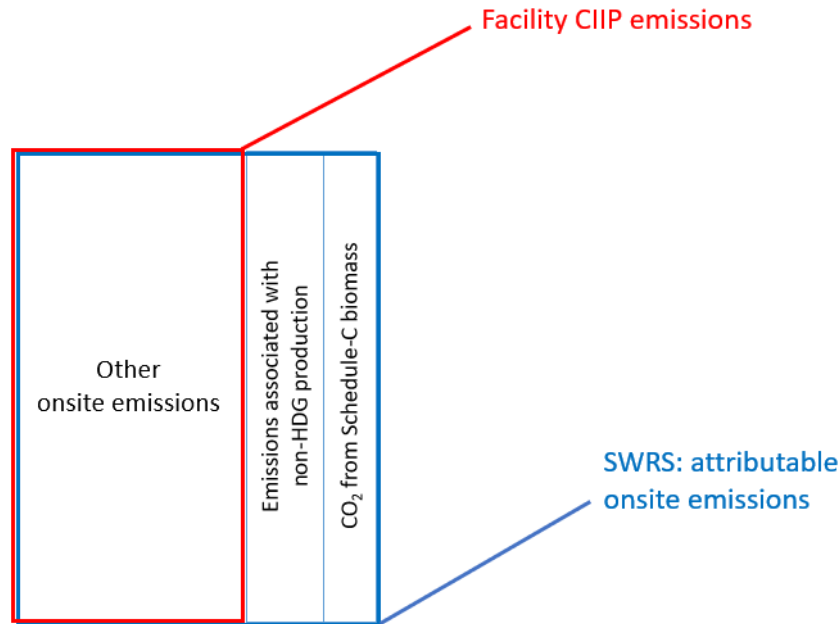 Facility CIIP emissions
Other
onsite emissions
Emissions associated with
non-HDG production
CO₂ from Schedule-C biomass
SWRS: attributable
onsite emissions